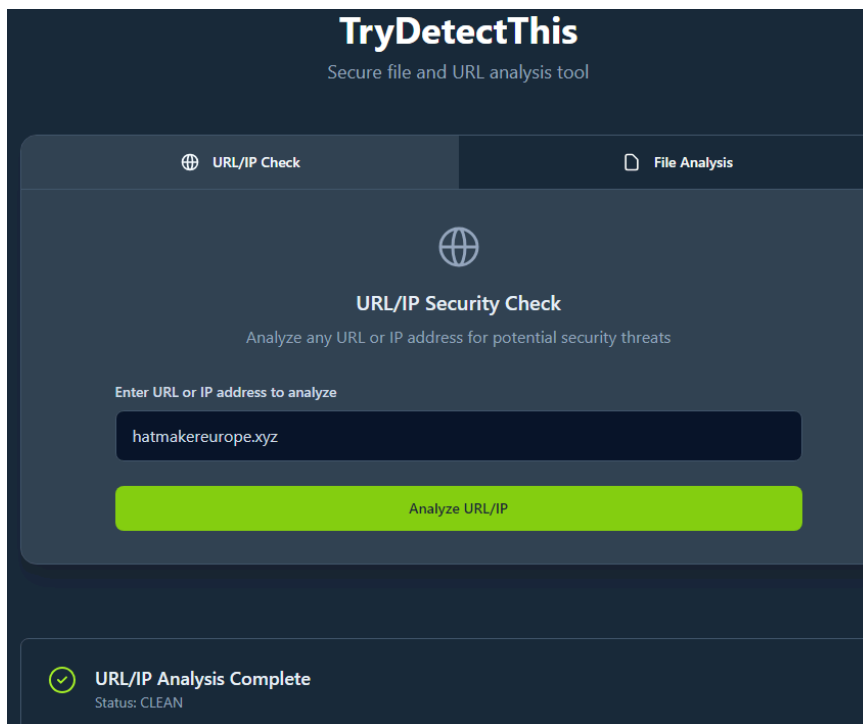 TryDetectThis
Secure file and URL analysis tool
URL/IP Check
File Analysis
URL/IP Security Check
Analyze any URL or IP address for potential security threats
Enter URL or IP address to analyze
hatmakereurope.xyz
Analyze URL/IP
URL/IP Analysis Complete
Status: CLEAN